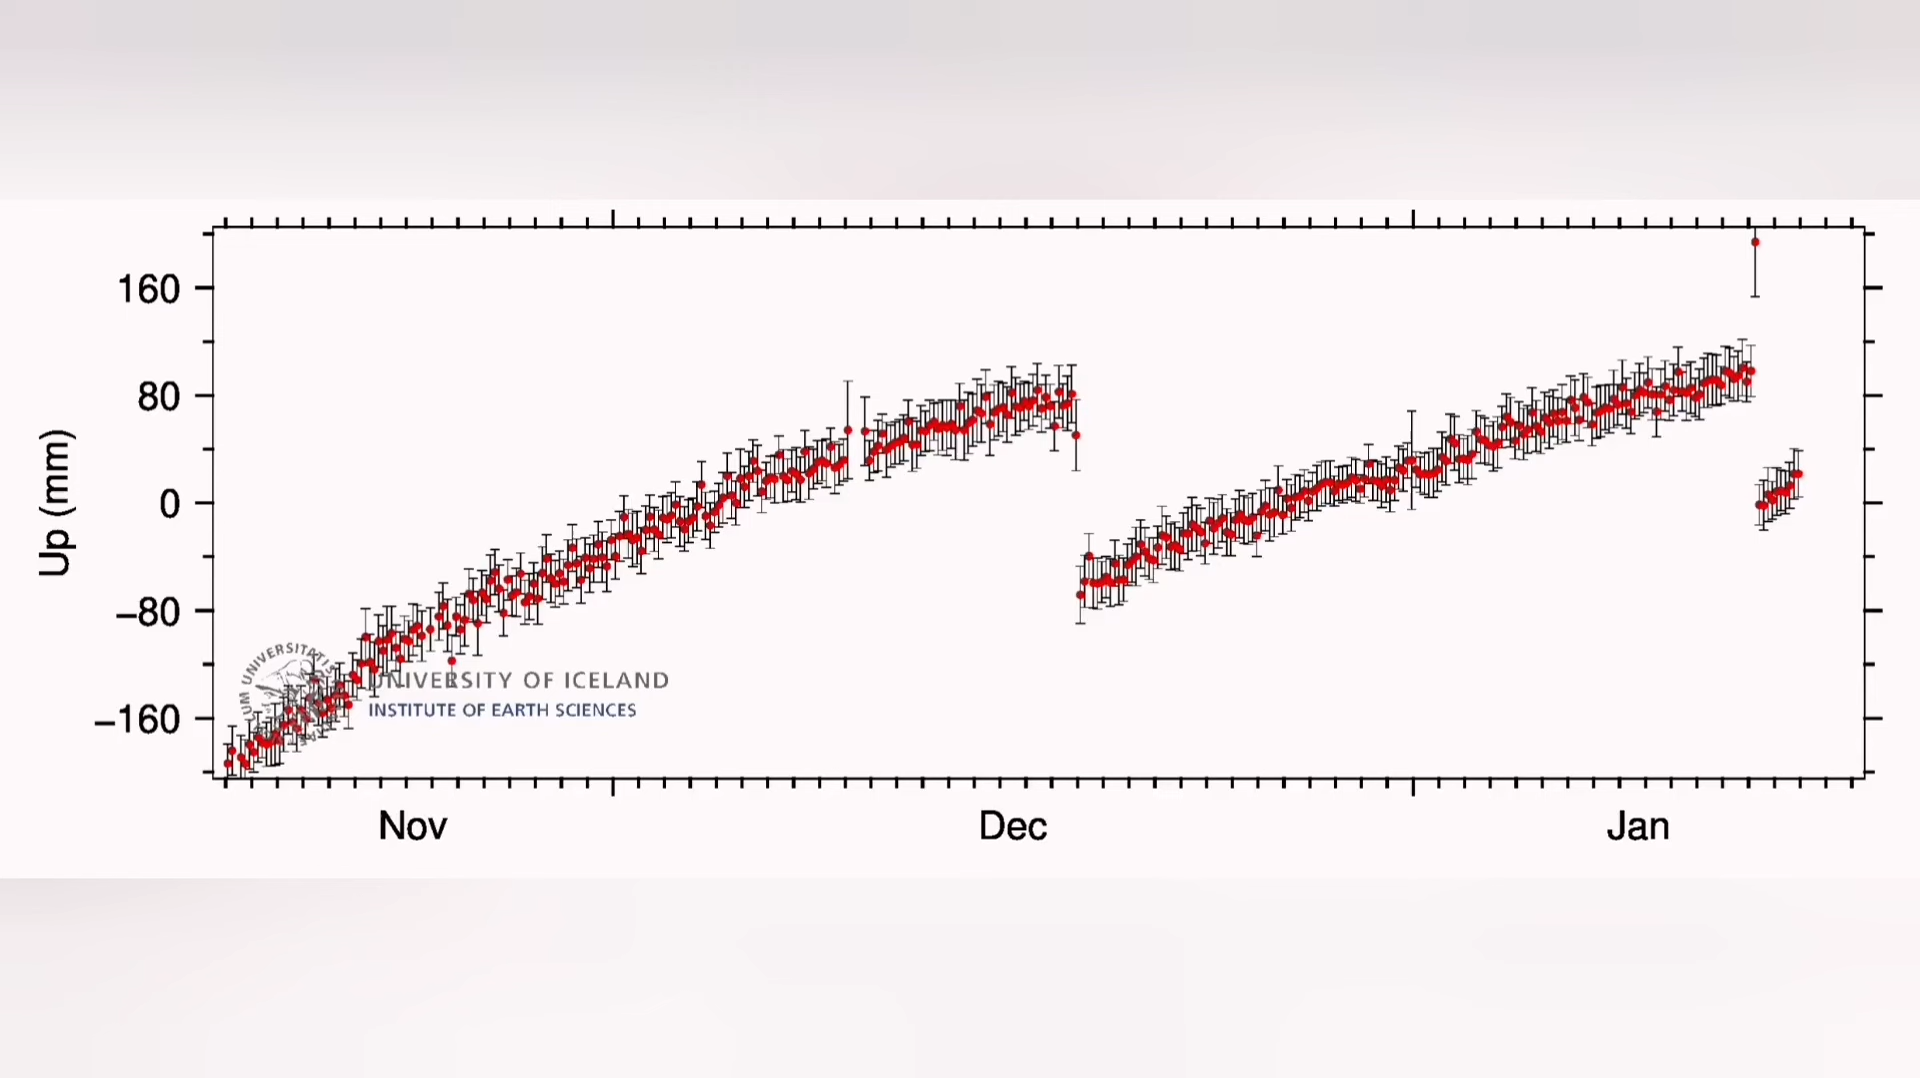 160
80
0
−80
−160
Up (mm)
UNIVERSITY OF ICELAND
INSTITUTE OF EARTH SCIENCES
Nov
Dec
Jan